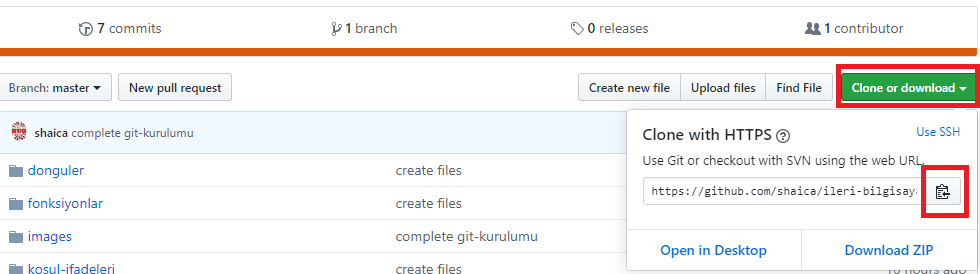 7 commits 1 branch 0 releases 1 contributor
Branch: master New pull request Create new file Upload files Find File Clone or download
shaica complete git-kurulumu
Clone with HTTPS ? Use SSH
Use Git or checkout with SVN using the web URL.
https://github.com/shaica/ileri-bilgisay
Open in Desktop Download ZIP
donguler create files
fonksiyonlar create files
images complete git-kurulumu
kosul-ifadeleri create files 10 hours ago